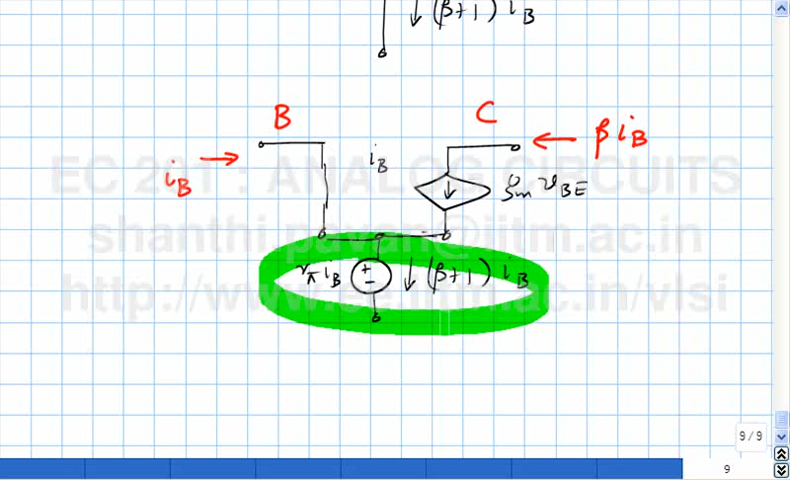 (β+1) iB
B
C
iB
iB
β iB
gm vBE
EC 201 : ANALOG CIRCUITS
shanthi.pavan@iitm.ac.in
rπ iB
+
−
(β+1) iB
http://www.ee.iitm.ac.in/vlsi
9/9
9